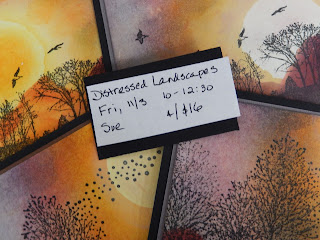 Distressed Landscapes
Fri, 11/3 10-12:30
Sue 4/$16